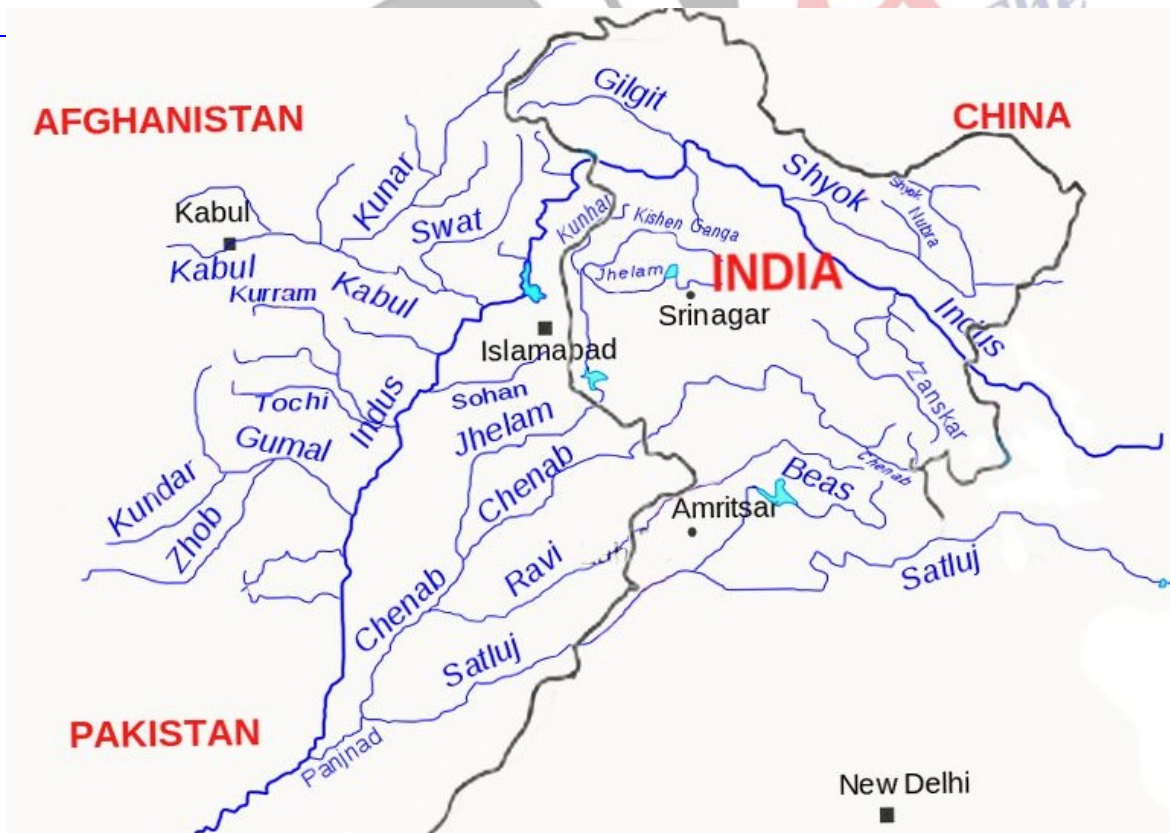 The
Gilgit
AFGHANISTAN
CHINA
Shyok
Shyok
Nubra
Kunar
Kabul
Swat
Kunhar
Kishen Ganga
Kabul
Kurram
Kabul
Jhelam
INDIA
Srinagar
Indus
Islamabad
Sohan
Zanskar
Tochi
Indus
Gumal
Jhelam
Chenab
Chenab
Beas
Kundar
Zhob
Amritsar
Ravi
Satluj
Chenab
Satluj
PAKISTAN
Panjnad
New Delhi